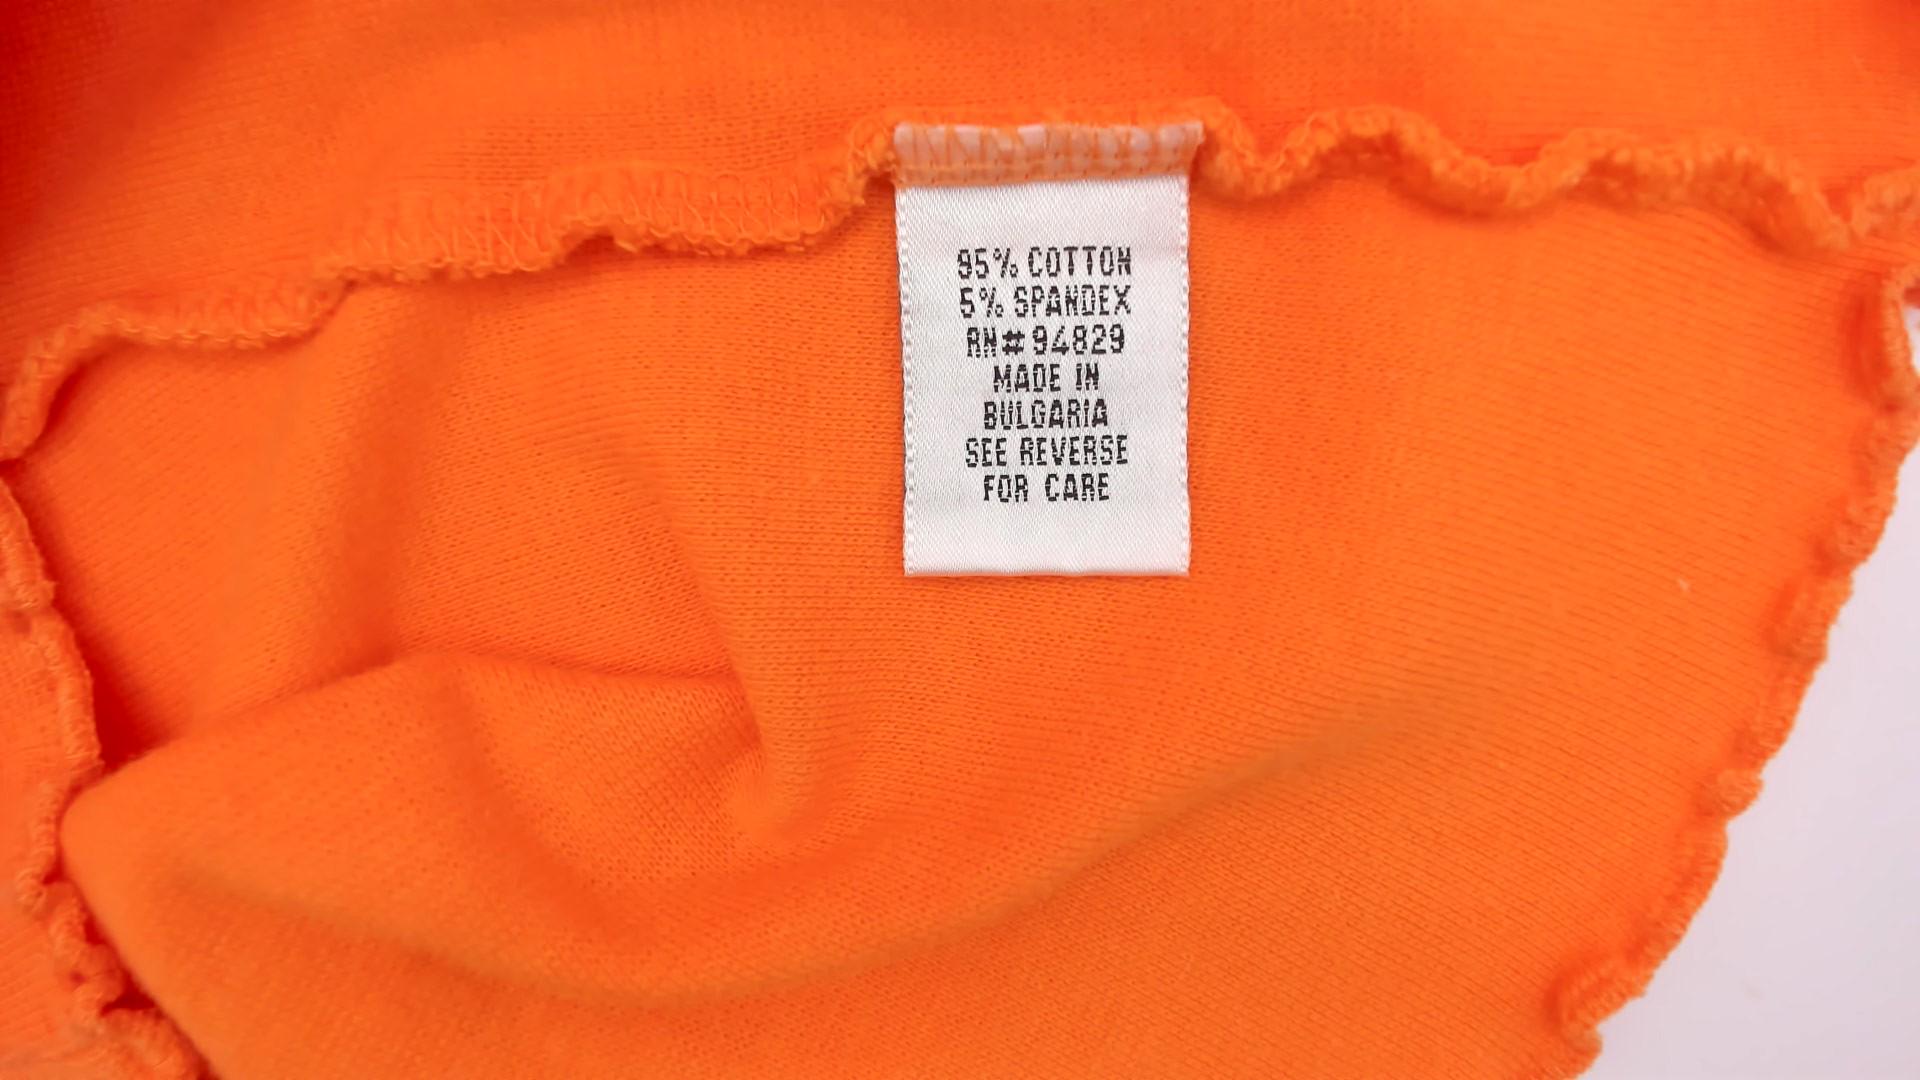 95% COTTON
5% SPANDEX
RN#94829
MADE IN
BULGARIA
SEE REVERSE
FOR CARE